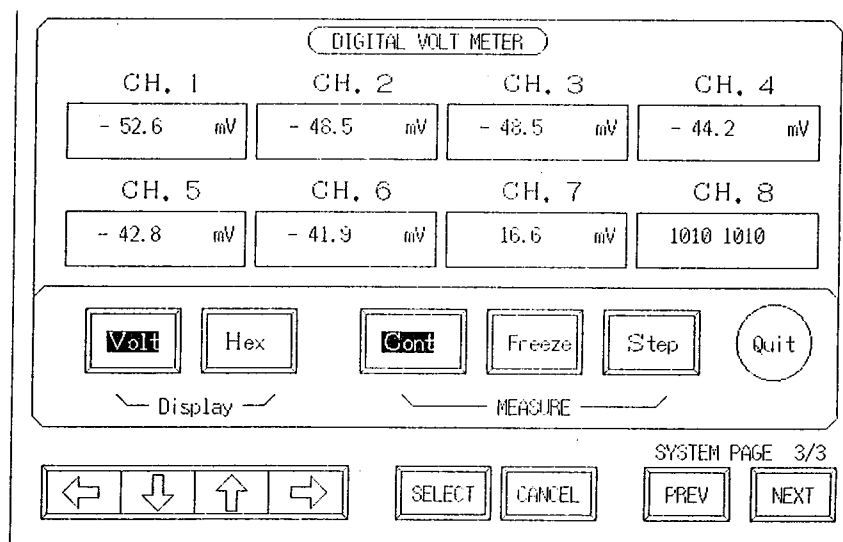 DIGITAL VOLT METER
CH. 1 CH. 2 CH. 3 CH. 4
- 52.6 mV - 48.5 mV - 48.5 mV - 44.2 mV
CH. 5 CH. 6 CH. 7 CH. 8
- 42.8 mV - 41.9 mV 16.6 mV 1010 1010
Volt Hex Cont Freeze Step Quit
Display MEASURE
SYSTEM PAGE 3/3
SELECT CANCEL PREV NEXT